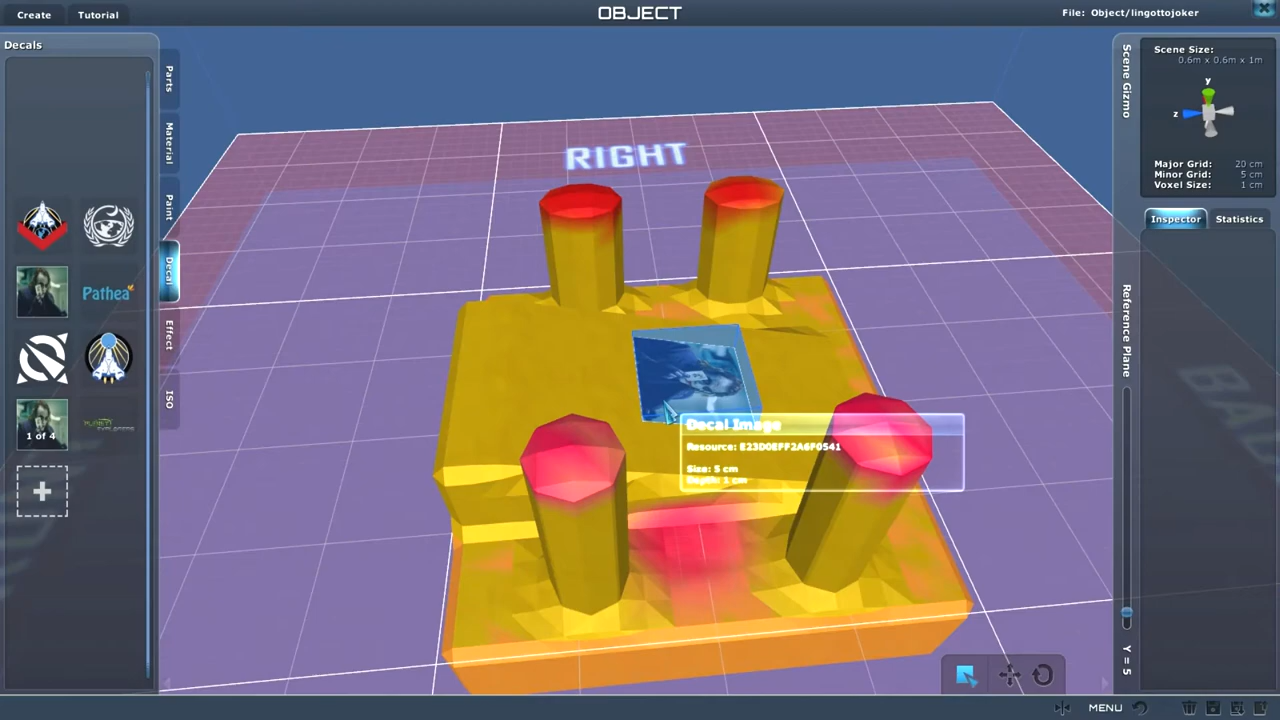 Create
Tutorial
OBJECT
File: Object/lingottojoker
Decals
Parts
Material
Paint
Decal
Effect
ISO
Pathea
1 of 4
RIGHT
Decal Image
Resource: E23D0EFF2A6F0541
Size: 5 cm
Depth: 1 cm
Scene Gizmo
Scene Size:
0.6m x 0.6m x 1m
y
z
Major Grid: 20 cm
Minor Grid: 5 cm
Voxel Size: 1 cm
Inspector
Statistics
Reference Plane
Y = 5
MENU